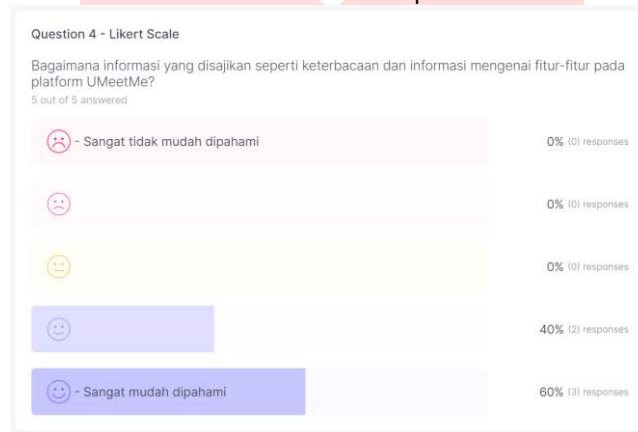 Question 4 - Likert Scale
Bagaimana informasi yang disajikan seperti keterbacaan dan informasi mengenai fitur-fitur pada
platform UMeetMe?
5 out of 5 answered
- Sangat tidak mudah dipahami 0% (0) responses
0% (0) responses
0% (0) responses
40% (2) responses
- Sangat mudah dipahami 60% (3) responses